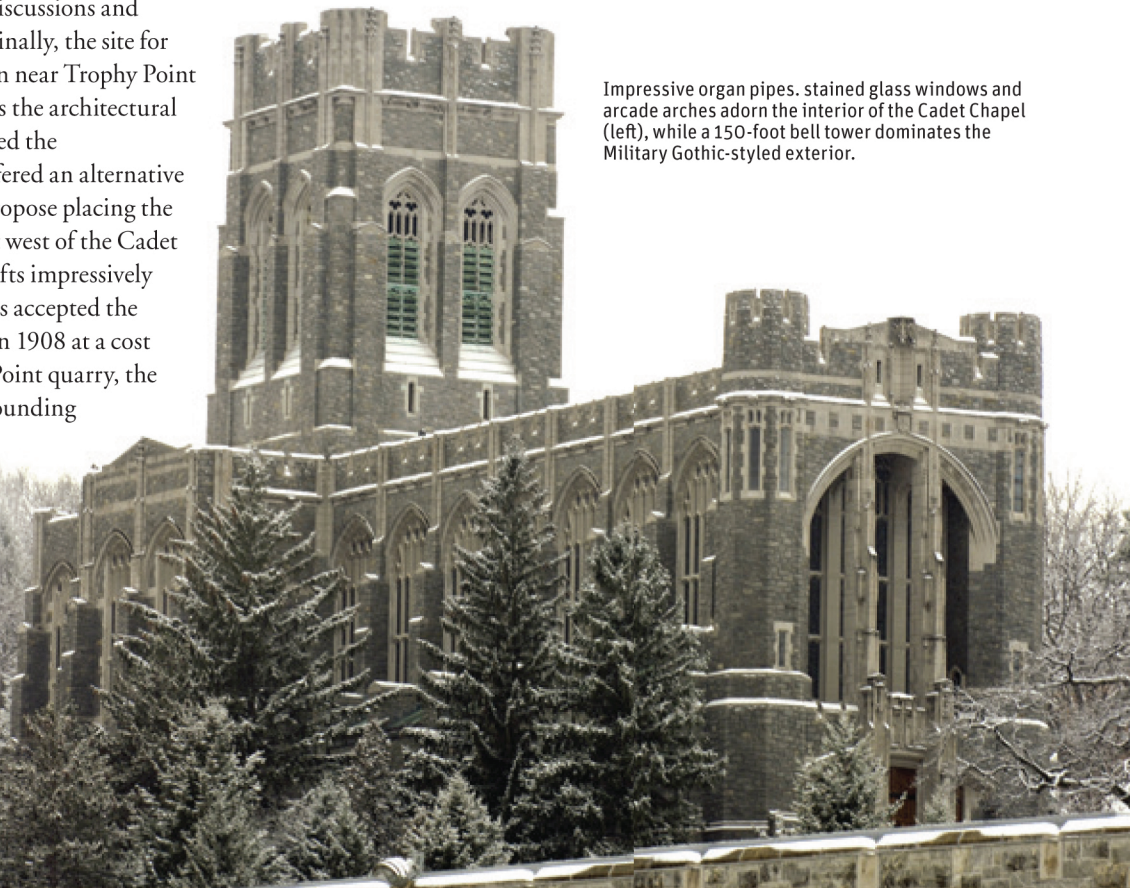 iscussions and
inally, the site for
n near Trophy Point
s the architectural
ed the
fered an alternative
opose placing the
west of the Cadet
fts impressively
s accepted the
n 1908 at a cost
Point quarry, the
ounding
Impressive organ pipes. stained glass windows and
arcade arches adorn the interior of the Cadet Chapel
(left), while a 150-foot bell tower dominates the
Military Gothic-styled exterior.